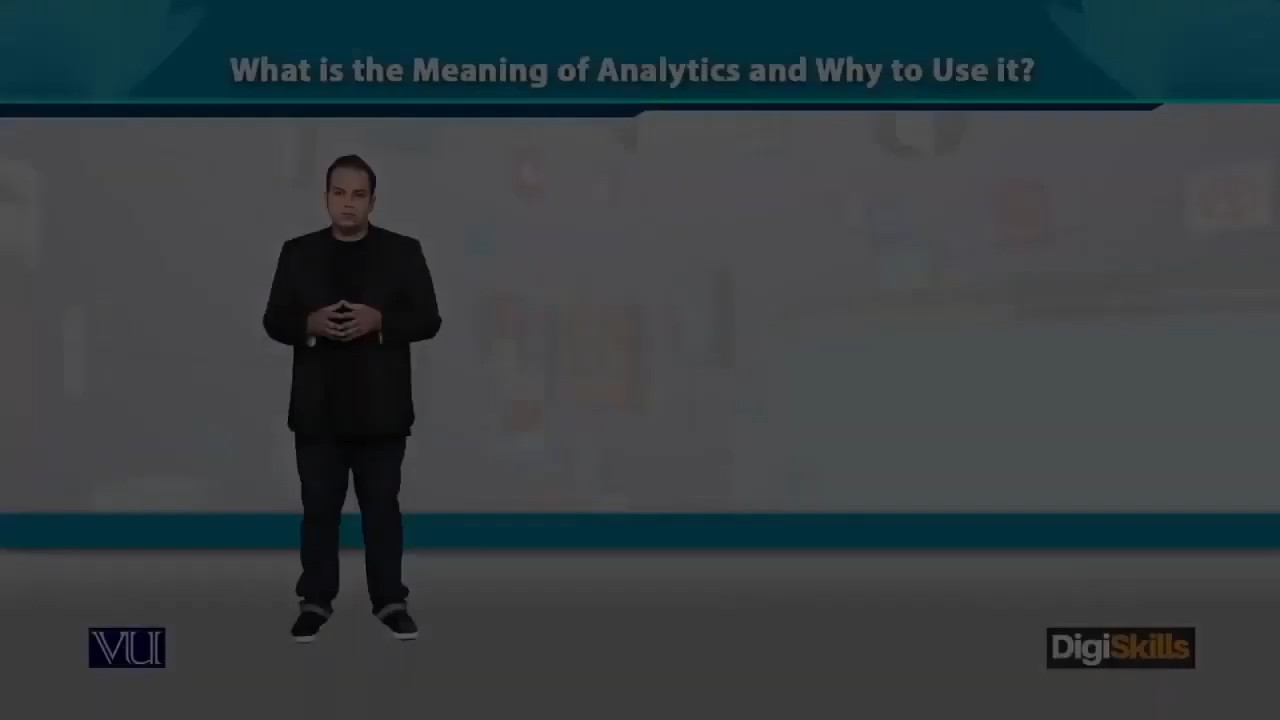 What is the Meaning of Analytics and Why to Use it?
VU
DigiSkills